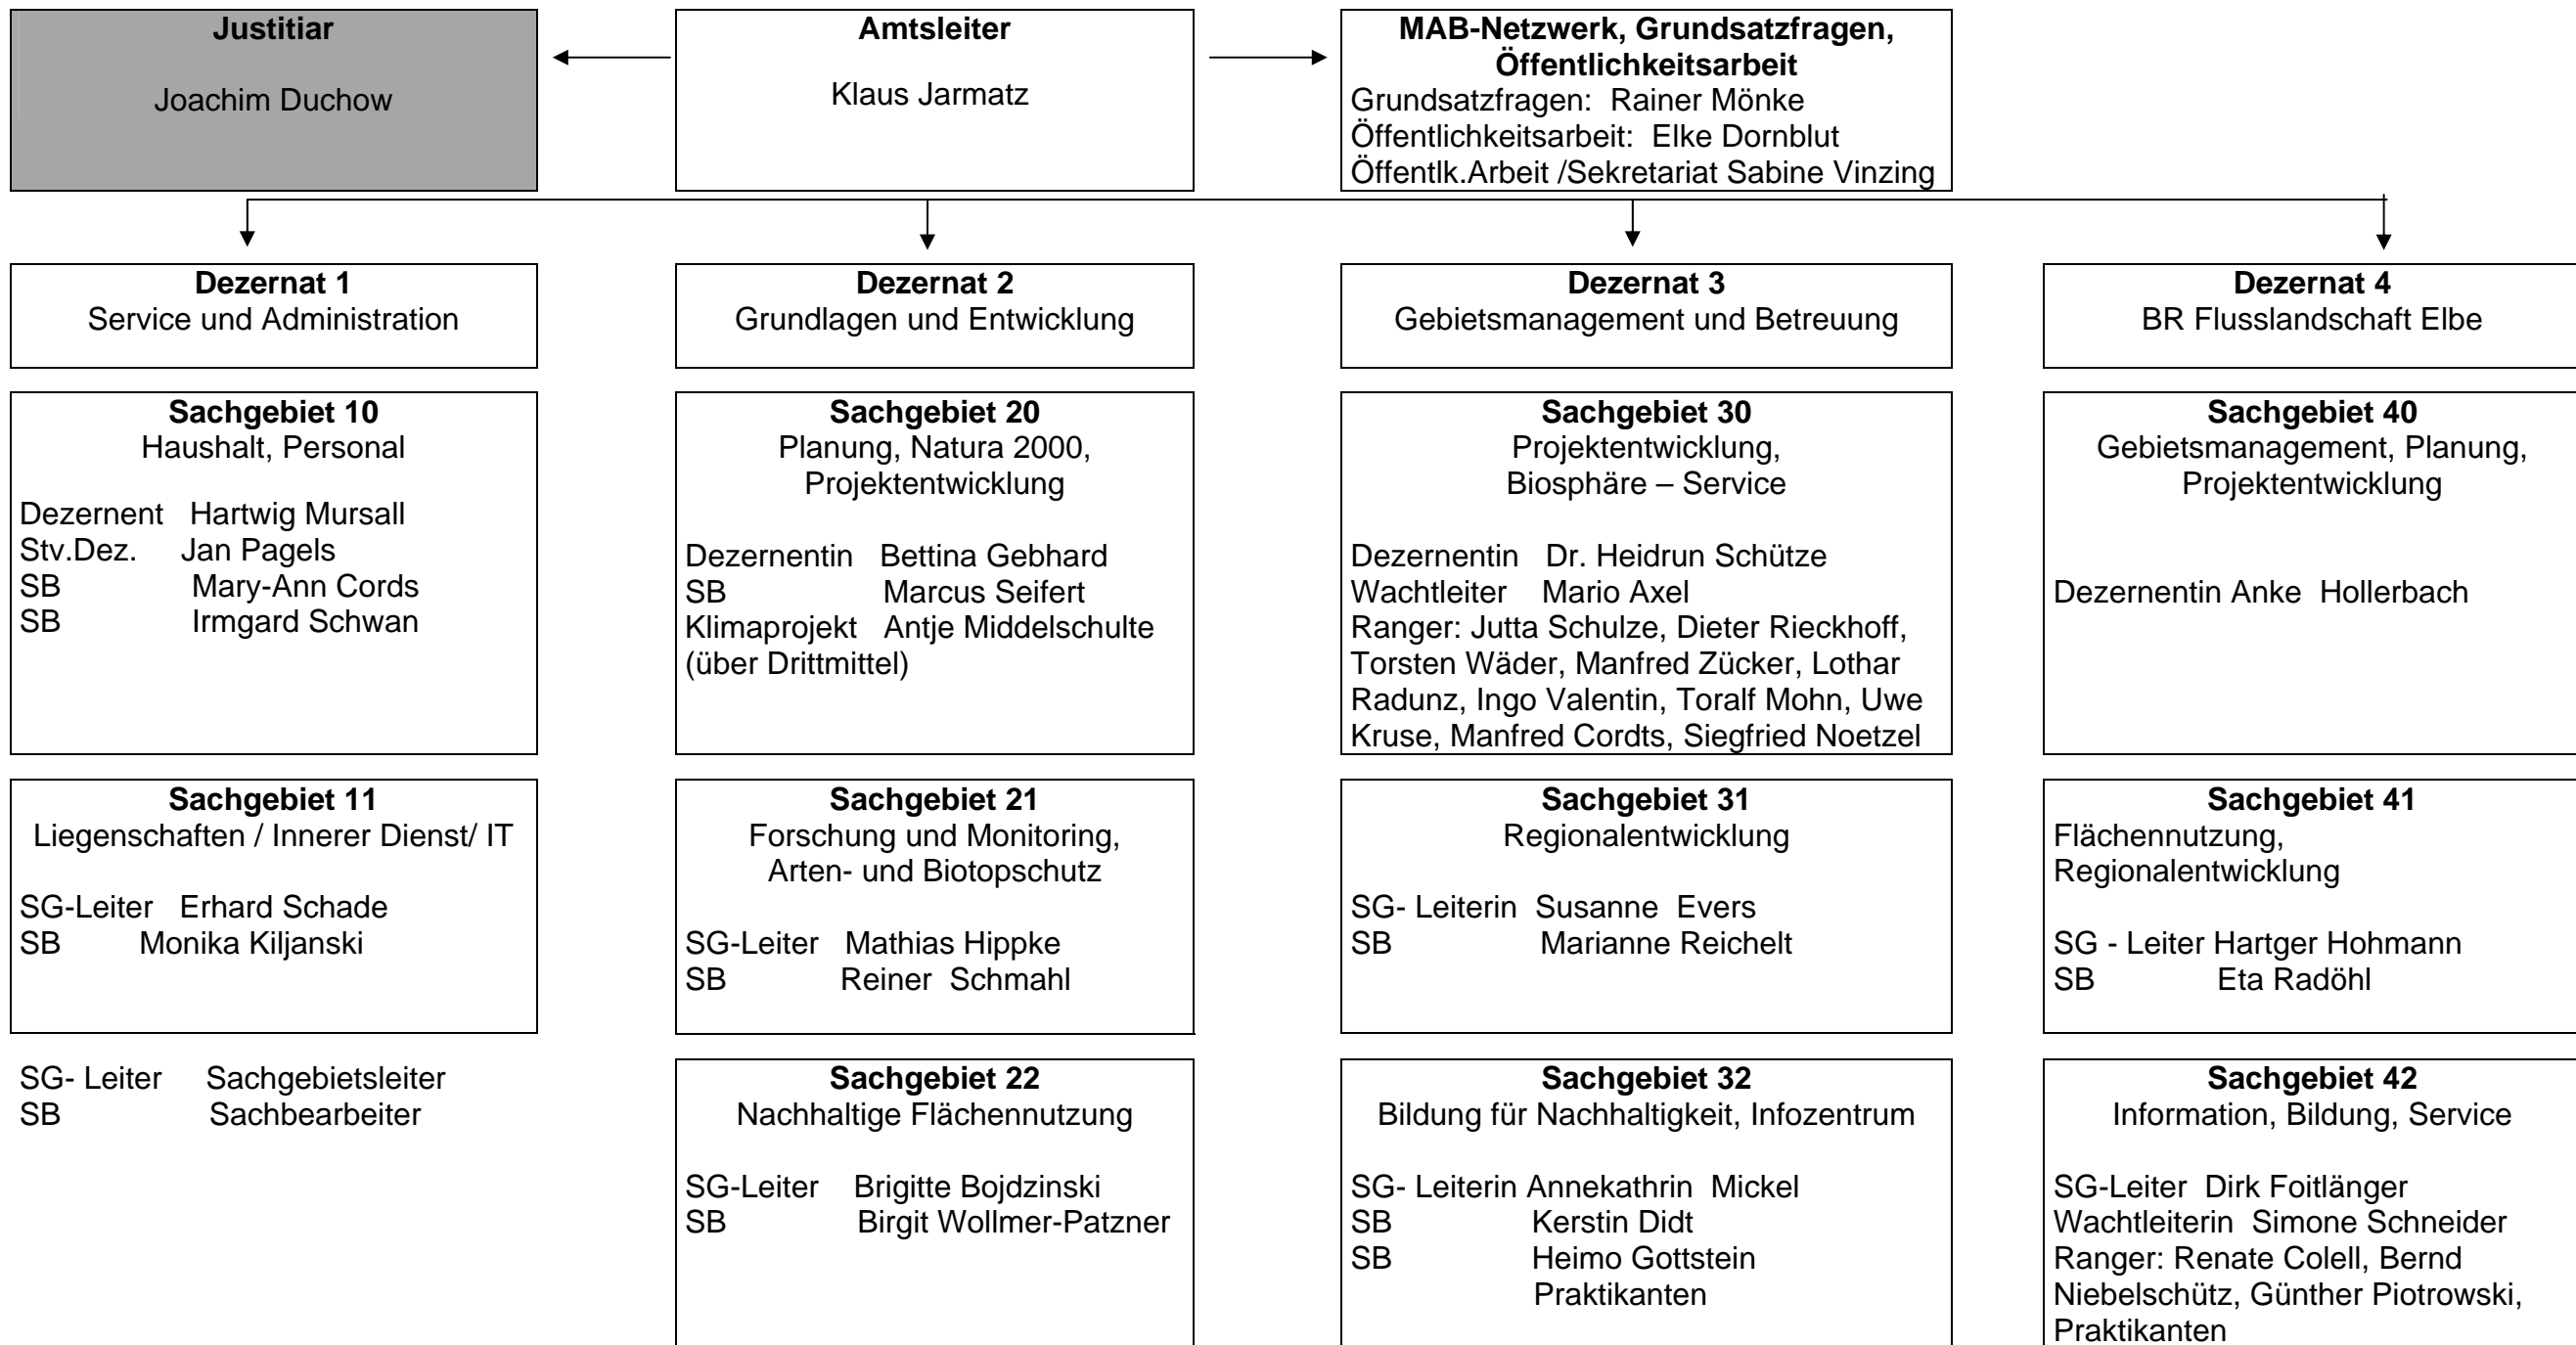 Justitiar
Joachim Duchow
Amtsleiter
Klaus Jarmatz
MAB-Netzwerk, Grundsatzfragen,
Öffentlichkeitsarbeit
Grundsatzfragen: Rainer Mönke
Öffentlichkeitsarbeit: Elke Dornblut
Öffentlk.Arbeit /Sekretariat Sabine Vinzing
Dezernat 1
Service und Administration
Dezernat 2
Grundlagen und Entwicklung
Dezernat 3
Gebietsmanagement und Betreuung
Dezernat 4
BR Flusslandschaft Elbe
Sachgebiet 10
Haushalt, Personal
Dezernent Hartwig Mursall
Stv.Dez. Jan Pagels
SB Mary-Ann Cords
SB Irmgard Schwan
Sachgebiet 20
Planung, Natura 2000,
Projektentwicklung
Dezernentin Bettina Gebhard
SB Marcus Seifert
Klimaprojekt Antje Middelschulte
(über Drittmittel)
Sachgebiet 30
Projektentwicklung,
Biosphäre – Service
Dezernentin Dr. Heidrun Schütze
Wachtleiter Mario Axel
Ranger: Jutta Schulze, Dieter Rieckhoff,
Torsten Wäder, Manfred Zücker, Lothar
Radunz, Ingo Valentin, Toralf Mohn, Uwe
Kruse, Manfred Cordts, Siegfried Noetzel
Sachgebiet 40
Gebietsmanagement, Planung,
Projektentwicklung
Dezernentin Anke Hollerbach
Sachgebiet 11
Liegenschaften / Innerer Dienst/ IT
SG-Leiter Erhard Schade
SB Monika Kiljanski
Sachgebiet 21
Forschung und Monitoring,
Arten- und Biotopschutz
SG-Leiter Mathias Hippke
SB Reiner Schmahl
Sachgebiet 31
Regionalentwicklung
SG- Leiterin Susanne Evers
SB Marianne Reichelt
Sachgebiet 41
Flächennutzung,
Regionalentwicklung
SG - Leiter Hartger Hohmann
SB Eta Radöhl
SG- Leiter Sachgebietsleiter
SB Sachbearbeiter
Sachgebiet 22
Nachhaltige Flächennutzung
SG-Leiter Brigitte Bojdzinski
SB Birgit Wollmer-Patzner
Sachgebiet 32
Bildung für Nachhaltigkeit, Infozentrum
SG- Leiterin Annekathrin Mickel
SB Kerstin Didt
SB Heimo Gottstein
Praktikanten
Sachgebiet 42
Information, Bildung, Service
SG-Leiter Dirk Foitlänger
Wachtleiterin Simone Schneider
Ranger: Renate Colell, Bernd
Niebelschütz, Günther Piotrowski,
Praktikanten